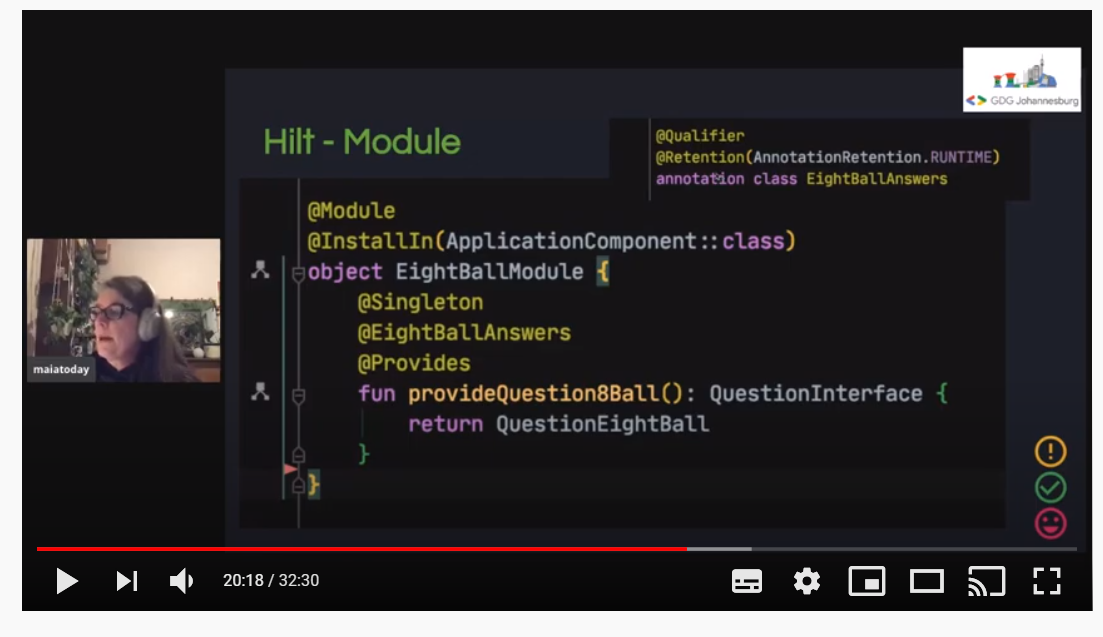 GDG Johannesburg
Hilt - Module
@Qualifier
@Retention(AnnotationRetention.RUNTIME)
annotation class EightBallAnswers
@Module
@InstallIn(ApplicationComponent::class)
object EightBallModule {
@Singleton
@EightBallAnswers
@Provides
fun provideQuestion8Ball(): QuestionInterface {
return QuestionEightBall
}
}
maiatoday
20:18 / 32:30